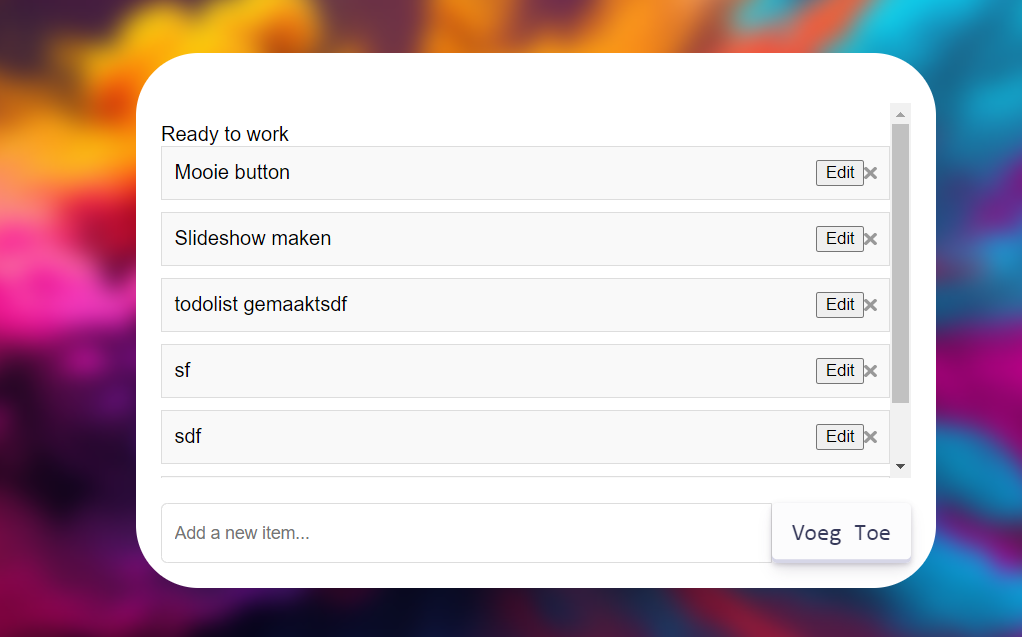 Ready to work
Mooie button Edit ×
Slideshow maken Edit ×
todolist gemaaktsdf Edit ×
sf Edit ×
sdf Edit ×
Add a new item... Voeg Toe